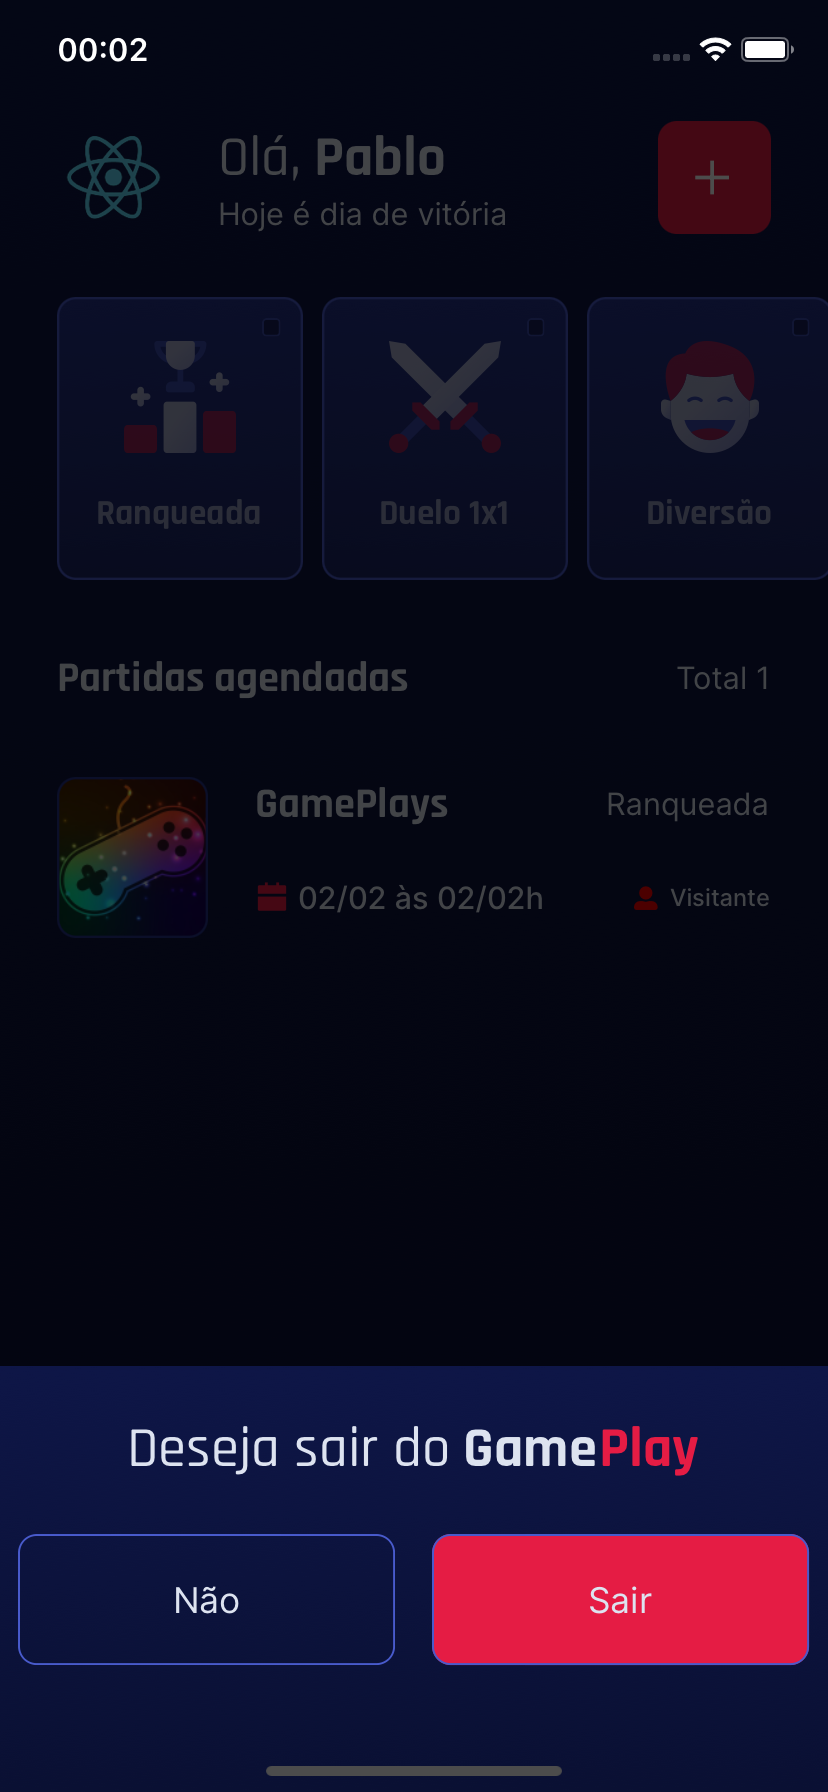 00:02
Olá, Pablo
Hoje é dia de vitória
Ranqueada
Duelo 1x1
Diversão
Partidas agendadas
Total 1
GamePlays
Ranqueada
02/02 às 02/02h
Visitante
Deseja sair do GamePlay
Não
Sair